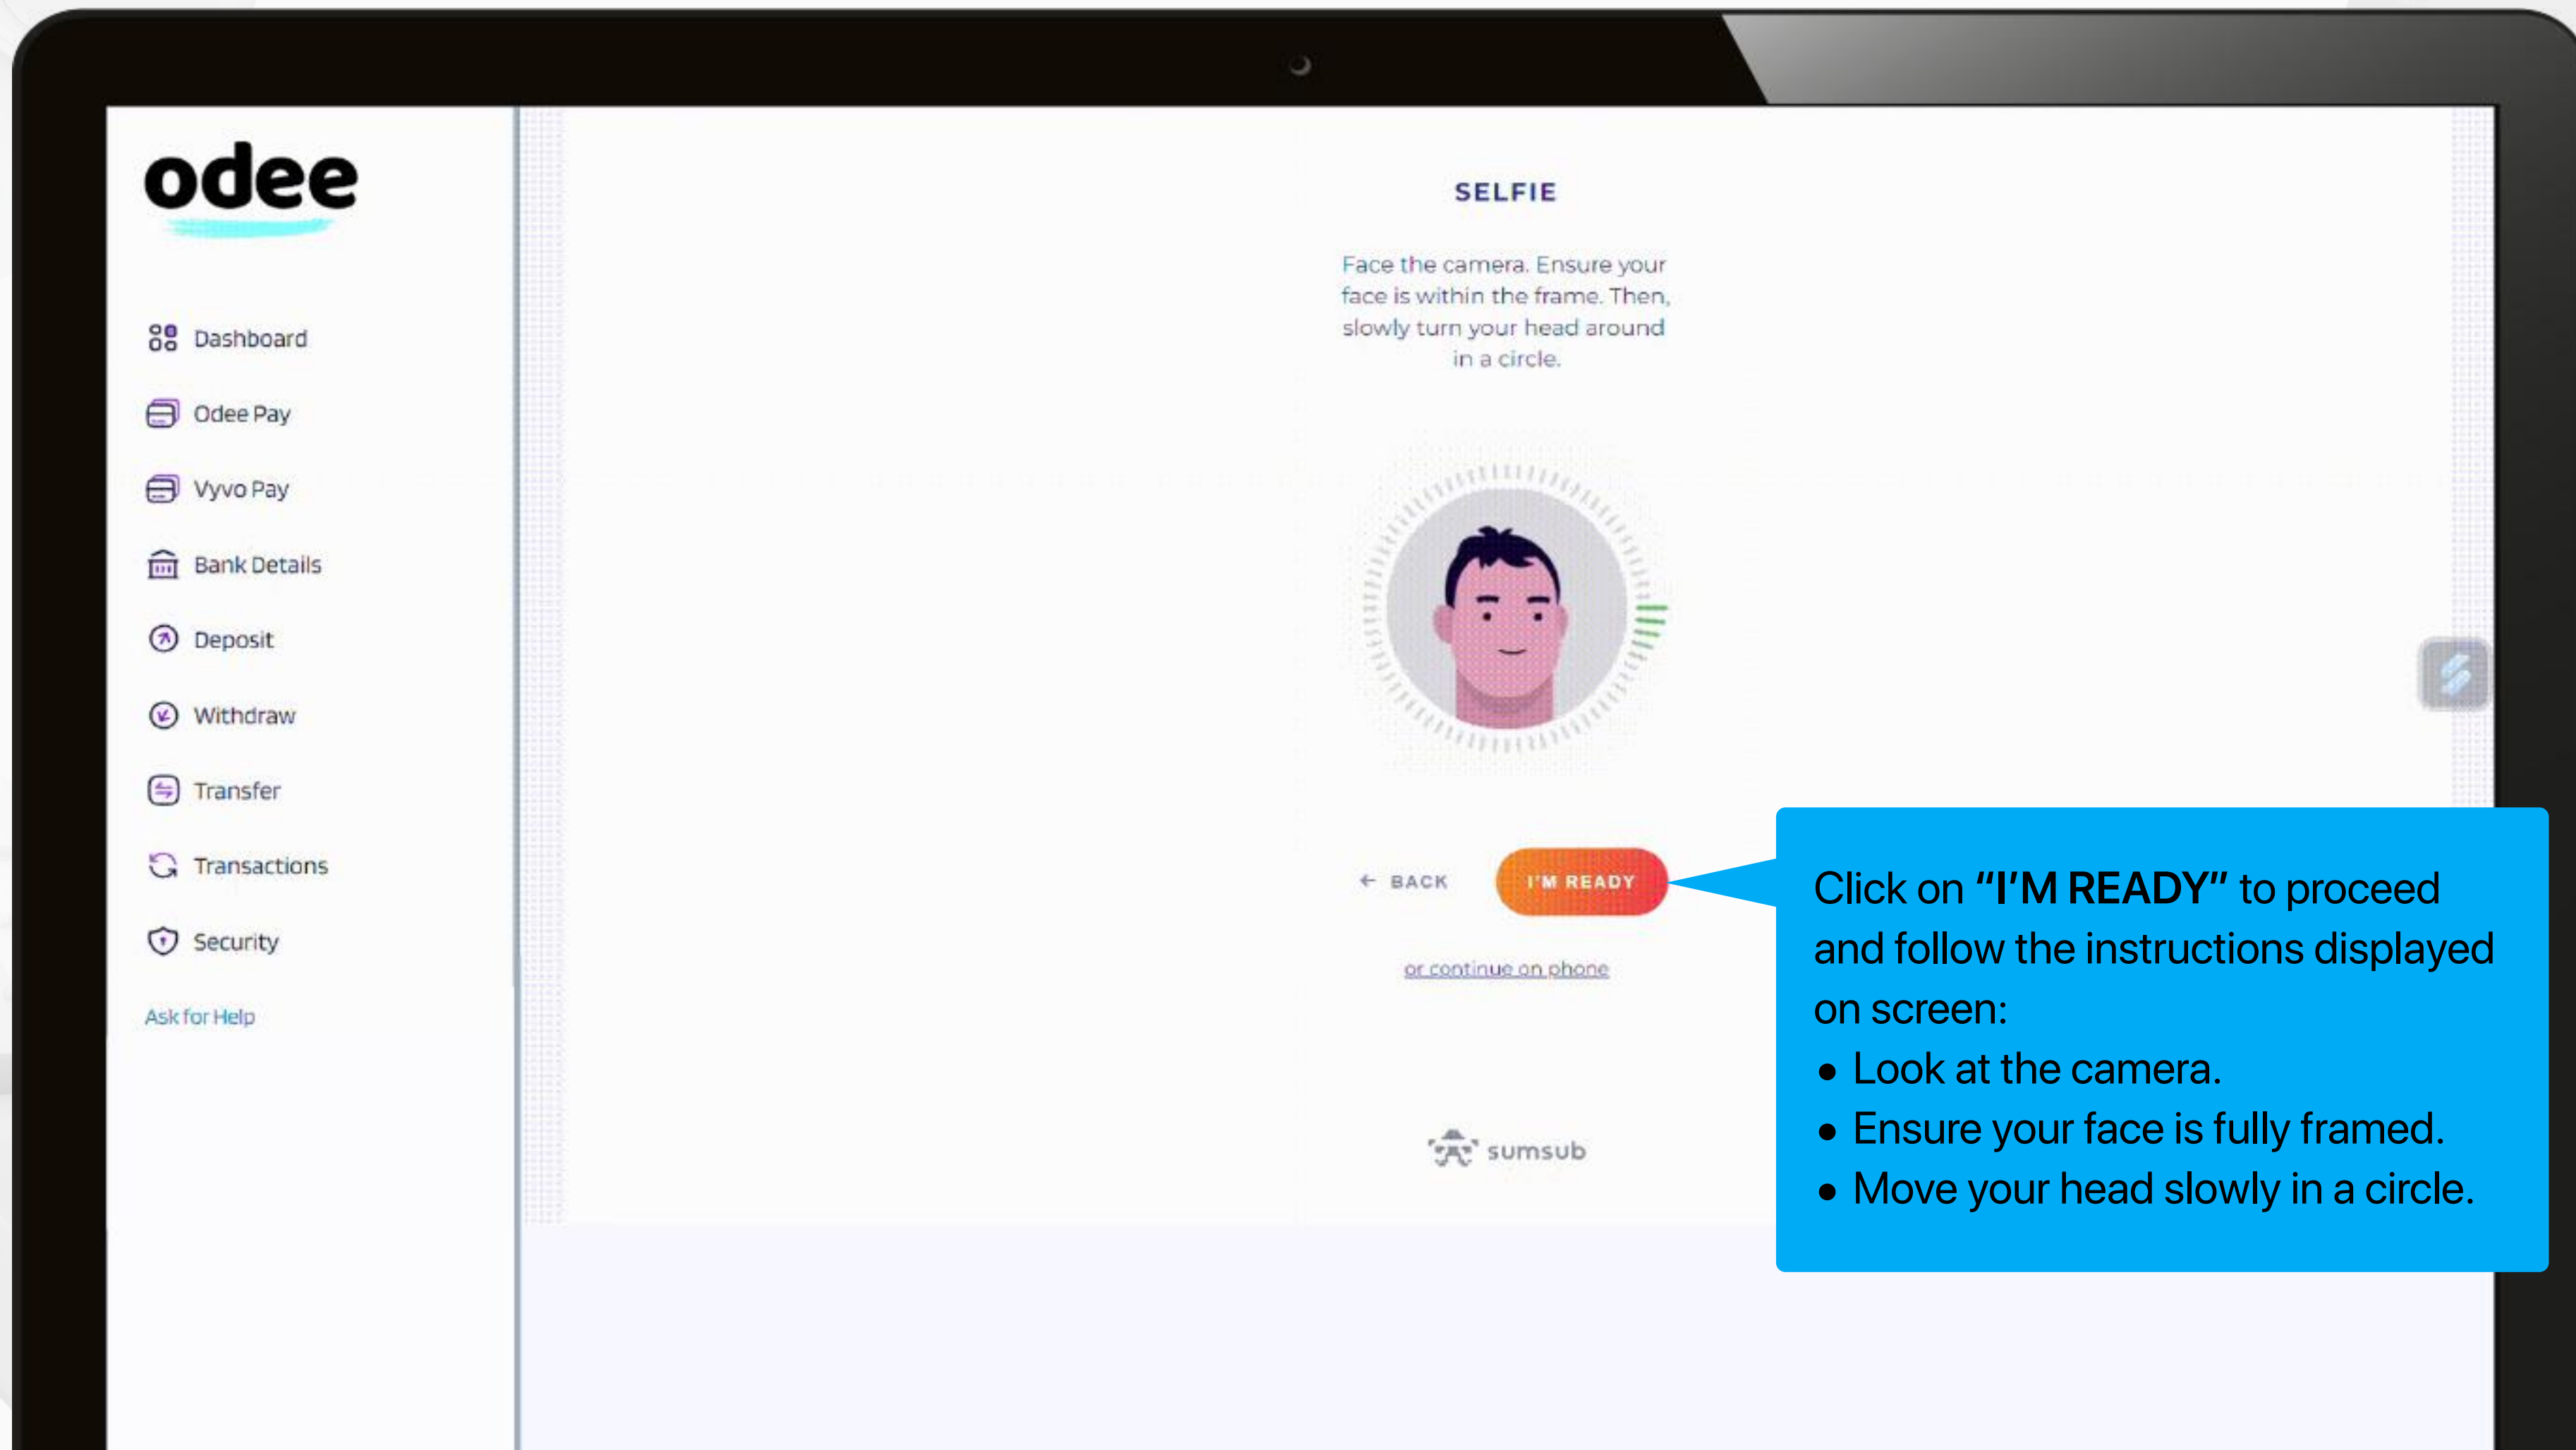 odee
Dashboard
Odee Pay
Vyvo Pay
Bank Details
Deposit
Withdraw
Transfer
Transactions
Security
Ask for Help
SELFIE
Face the camera. Ensure your
face is within the frame. Then,
slowly turn your head around
in a circle.
← BACK
I'M READY
or continue on phone
sumsub
Click on “I’M READY” to proceed
and follow the instructions displayed
on screen:
• Look at the camera.
• Ensure your face is fully framed.
• Move your head slowly in a circle.